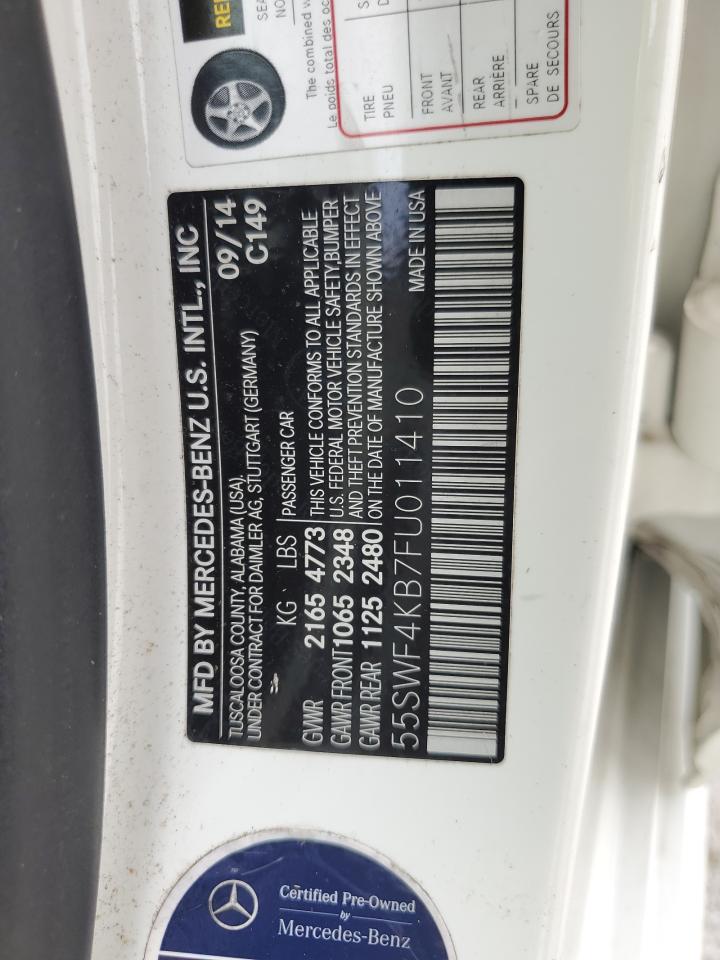 MFD BY MERCEDES-BENZ U.S. INTL., INC
TUSCALOOSA COUNTY, ALABAMA (USA)
09/14
UNDER CONTRACT FOR DAIMLER AG, STUTTGART (GERMANY)
C149
KG LBS
PASSENGER CAR
GVWR 2165 4773
THIS VEHICLE CONFORMS TO ALL APPLICABLE
GAWR FRONT 1065 2348
U.S. FEDERAL MOTOR VEHICLE SAFETY, BUMPER
AND THEFT PREVENTION STANDARDS IN EFFECT
GAWR REAR 1125 2480
ON THE DATE OF MANUFACTURE SHOWN ABOVE
55SWF4KB7FU011410
MADE IN USA
The combined
Le poids total des
TIRE
PNEU
FRONT
AVANT
REAR
ARRIÈRE
SPARE
DE SECOURS
Certified Pre-Owned
by
Mercedes-Benz